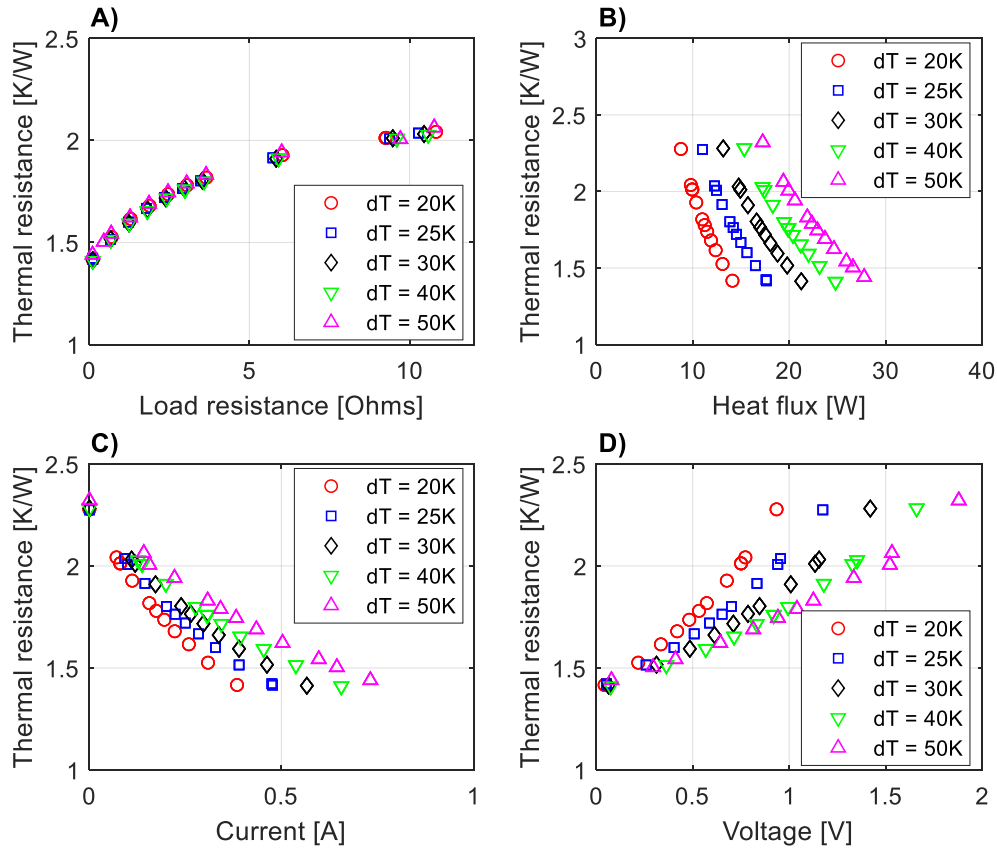 A)
Thermal resistance [K/W]
2.5
2
1.5
1
0
5
10
Load resistance [Ohms]
dT = 20K
dT = 25K
dT = 30K
dT = 40K
dT = 50K
B)
Thermal resistance [K/W]
3
2.5
2
1.5
1
0
10
20
30
40
Heat flux [W]
dT = 20K
dT = 25K
dT = 30K
dT = 40K
dT = 50K
C)
Thermal resistance [K/W]
2.5
2
1.5
1
0
0.5
1
Current [A]
dT = 20K
dT = 25K
dT = 30K
dT = 40K
dT = 50K
D)
Thermal resistance [K/W]
2.5
2
1.5
1
0
0.5
1
1.5
2
Voltage [V]
dT = 20K
dT = 25K
dT = 30K
dT = 40K
dT = 50K